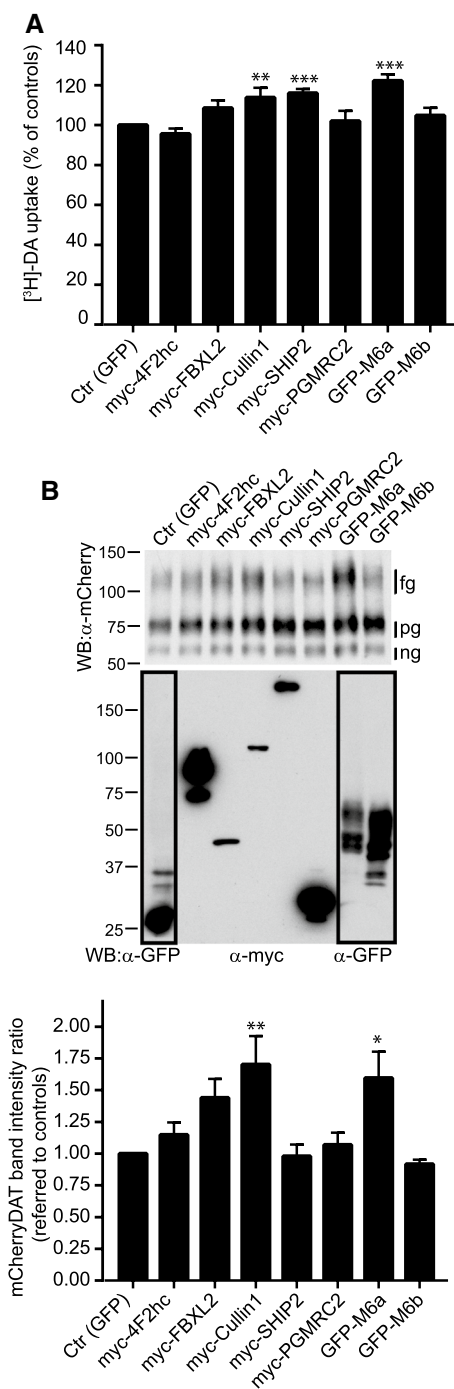 A
[³H]-DA uptake (% of controls)
140
120
100
80
60
40
20
0
** *** ***
Ctr (GFP)
myc-4F2hc
myc-FBXL2
myc-Cullin1
myc-SHIP2
myc-PGMRC2
GFP-M6a
GFP-M6b
B
Ctr (GFP)
myc-4F2hc
myc-FBXL2
myc-Cullin1
myc-SHIP2
myc-PGMRC2
GFP-M6a
GFP-M6b
WB:α-mCherry
150
100
75
50
fg
pg
ng
150
100
75
50
37
25
WB:α-GFP α-myc α-GFP
mCherryDAT band intensity ratio
(referred to controls)
2.00
1.75
1.50
1.25
1.00
0.75
0.50
0.25
0.00
** *
Ctr (GFP)
myc-4F2hc
myc-FBXL2
myc-Cullin1
myc-SHIP2
myc-PGMRC2
GFP-M6a
GFP-M6b